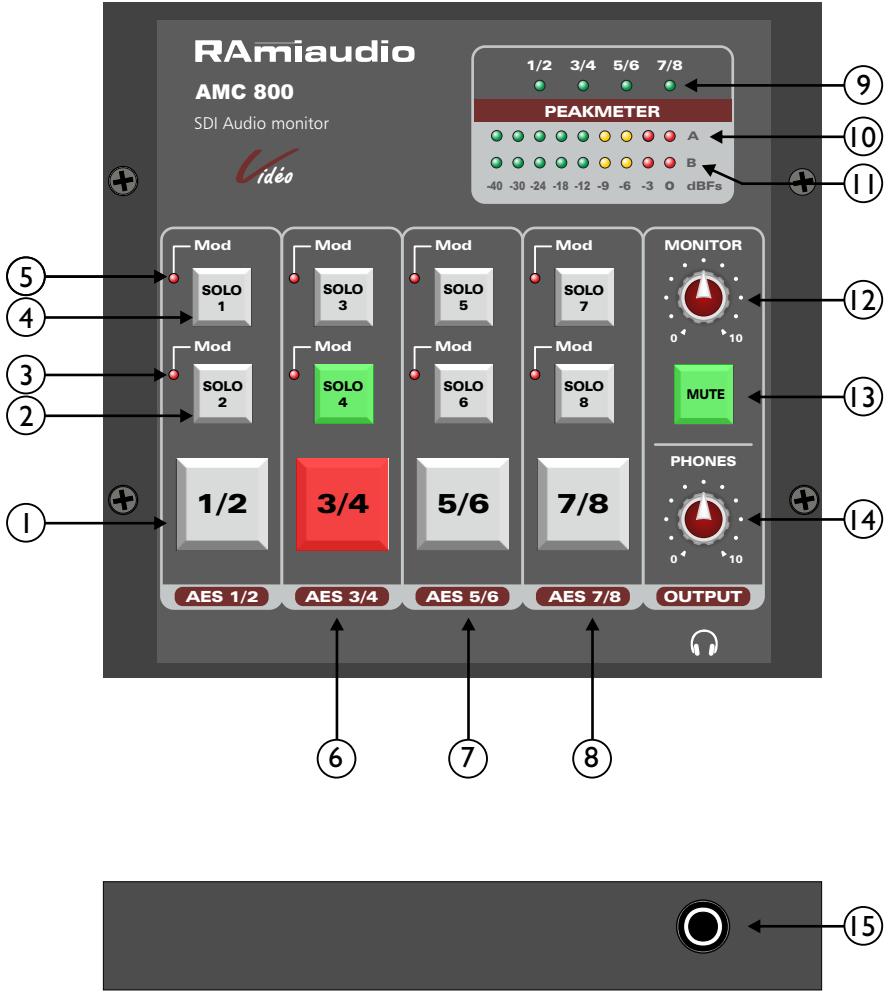 RAmiaudio
AMC 800
SDI Audio monitor
Vidéo
1/2 3/4 5/6 7/8
PEAKMETER
A
B
-40 -30 -24 -18 -12 -9 -6 -3 0 dBFs
9
10
11
Mod Mod Mod Mod MONITOR
5
SOLO 1
SOLO 3
SOLO 5
SOLO 7
4
0 10
12
Mod Mod Mod Mod
3
SOLO 2
SOLO 4
SOLO 6
SOLO 8
MUTE
2
13
PHONES
1/2 3/4 5/6 7/8
1
14
0 10
AES 1/2 AES 3/4 AES 5/6 AES 7/8 OUTPUT
6 7 8
15